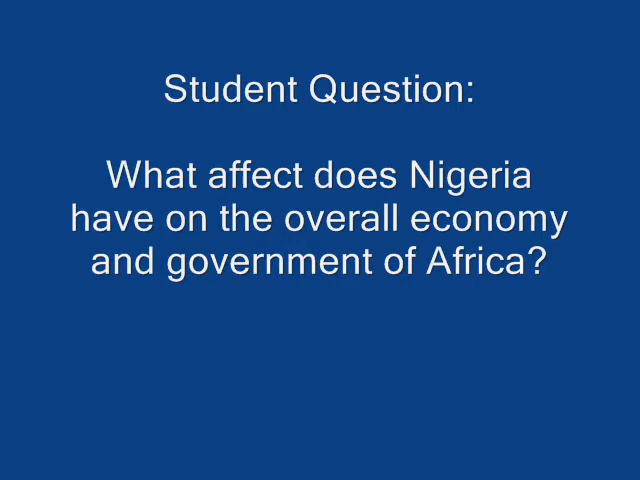 Student Question:
What affect does Nigeria
have on the overall economy
and government of Africa?